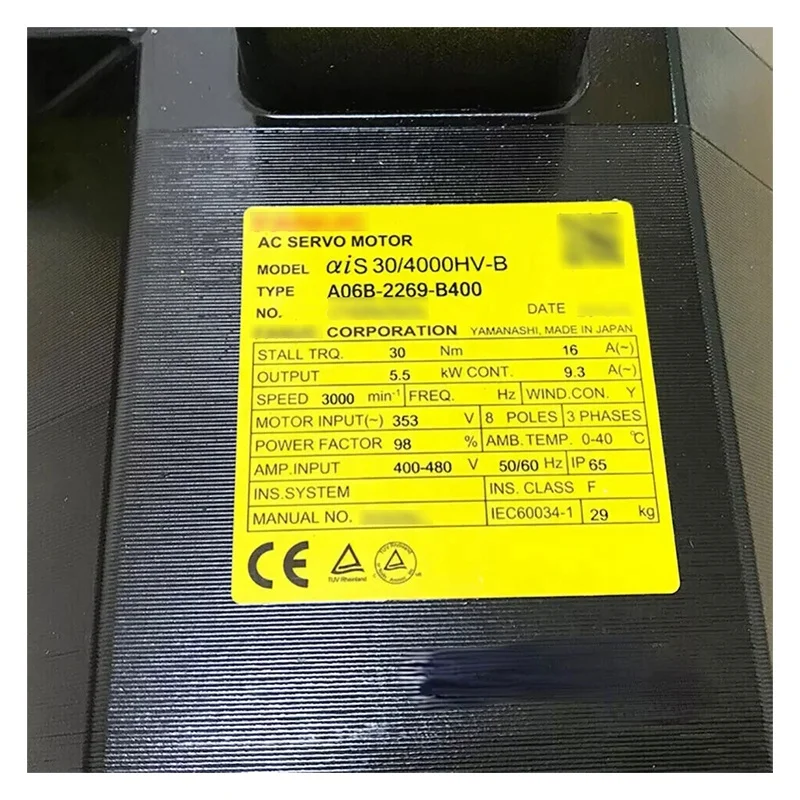 AC SERVO MOTOR
MODEL αiS 30/4000HV-B
TYPE A06B-2269-B400
NO. DATE
CORPORATION YAMANASHI, MADE IN JAPAN
STALL TRQ. 30 Nm 16 A(~)
OUTPUT 5.5 kW CONT. 9.3 A(~)
SPEED 3000 min-1 FREQ. Hz WIND.CON. Y
MOTOR INPUT(~) 353 V 8 POLES 3 PHASES
POWER FACTOR 98 % AMB.TEMP. 0-40 ℃
AMP.INPUT 400-480 V 50/60 Hz IP 65
INS.SYSTEM INS. CLASS F
MANUAL NO. IEC60034-1 29 kg
CE TUV Rheinland